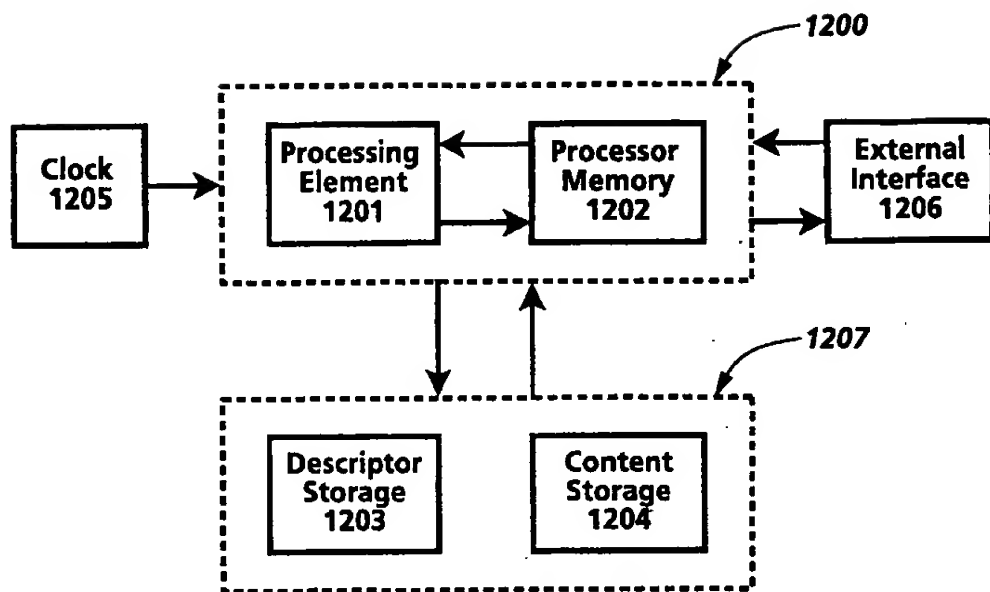 1200
Clock
1205
Processing
Element
1201
Processor
Memory
1202
External
Interface
1206
1207
Descriptor
Storage
1203
Content
Storage
1204